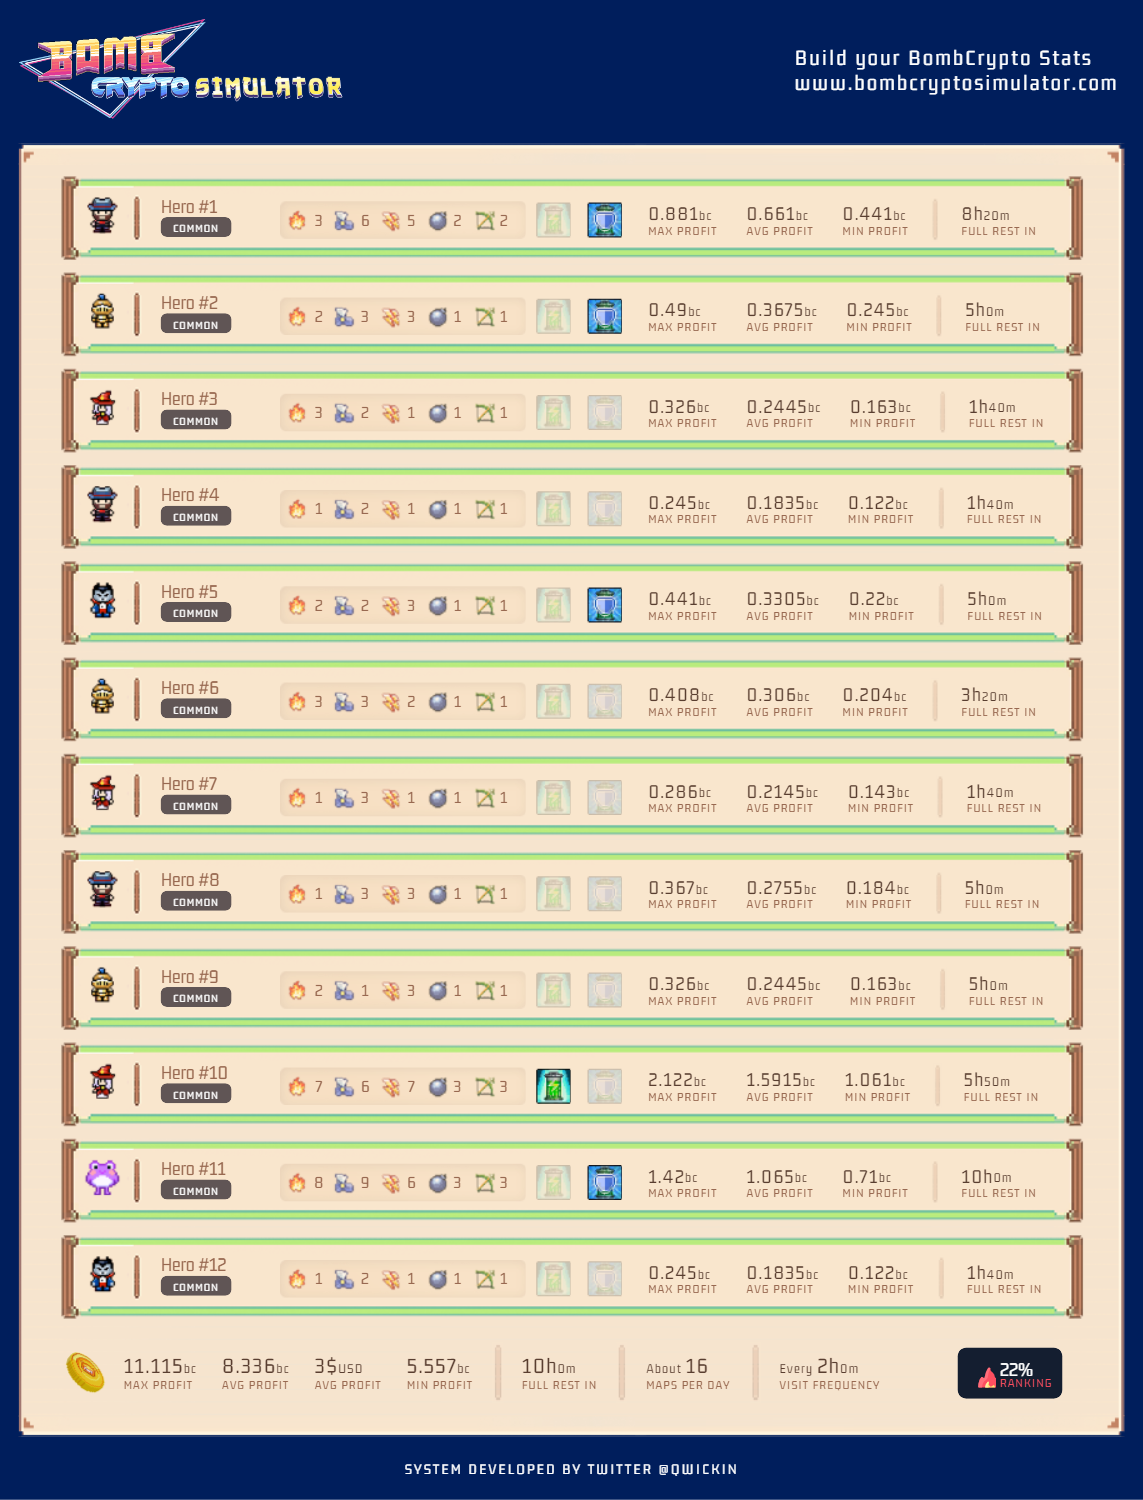 BOMB
CRYPTO SIMULATOR
Build your BombCrypto Stats
www.bombcryptosimulator.com
Hero #1
COMMON
3 6 5 2 2
0.881bc MAX PROFIT 0.661bc AVG PROFIT 0.441bc MIN PROFIT 8h20m FULL REST IN
Hero #2
COMMON
2 3 3 1 1
0.49bc MAX PROFIT 0.3675bc AVG PROFIT 0.245bc MIN PROFIT 5h0m FULL REST IN
Hero #3
COMMON
3 2 1 1 1
0.326bc MAX PROFIT 0.2445bc AVG PROFIT 0.163bc MIN PROFIT 1h40m FULL REST IN
Hero #4
COMMON
1 2 1 1 1
0.245bc MAX PROFIT 0.1835bc AVG PROFIT 0.122bc MIN PROFIT 1h40m FULL REST IN
Hero #5
COMMON
2 2 3 1 1
0.441bc MAX PROFIT 0.3305bc AVG PROFIT 0.22bc MIN PROFIT 5h0m FULL REST IN
Hero #6
COMMON
3 3 2 1 1
0.408bc MAX PROFIT 0.306bc AVG PROFIT 0.204bc MIN PROFIT 3h20m FULL REST IN
Hero #7
COMMON
1 3 1 1 1
0.286bc MAX PROFIT 0.2145bc AVG PROFIT 0.143bc MIN PROFIT 1h40m FULL REST IN
Hero #8
COMMON
1 3 3 1 1
0.367bc MAX PROFIT 0.2755bc AVG PROFIT 0.184bc MIN PROFIT 5h0m FULL REST IN
Hero #9
COMMON
2 1 3 1 1
0.326bc MAX PROFIT 0.2445bc AVG PROFIT 0.163bc MIN PROFIT 5h0m FULL REST IN
Hero #10
COMMON
7 6 7 3 3
2.122bc MAX PROFIT 1.5915bc AVG PROFIT 1.061bc MIN PROFIT 5h50m FULL REST IN
Hero #11
COMMON
8 9 6 3 3
1.42bc MAX PROFIT 1.065bc AVG PROFIT 0.71bc MIN PROFIT 10h0m FULL REST IN
Hero #12
COMMON
1 2 1 1 1
0.245bc MAX PROFIT 0.1835bc AVG PROFIT 0.122bc MIN PROFIT 1h40m FULL REST IN
11.115bc 8.336bc 3$USD 5.557bc 10h0m About 16 Every 2h0m 22%
MAX PROFIT AVG PROFIT AVG PROFIT MIN PROFIT FULL REST IN MAPS PER DAY VISIT FREQUENCY RANKING
SYSTEM DEVELOPED BY TWITTER @QWICKIN